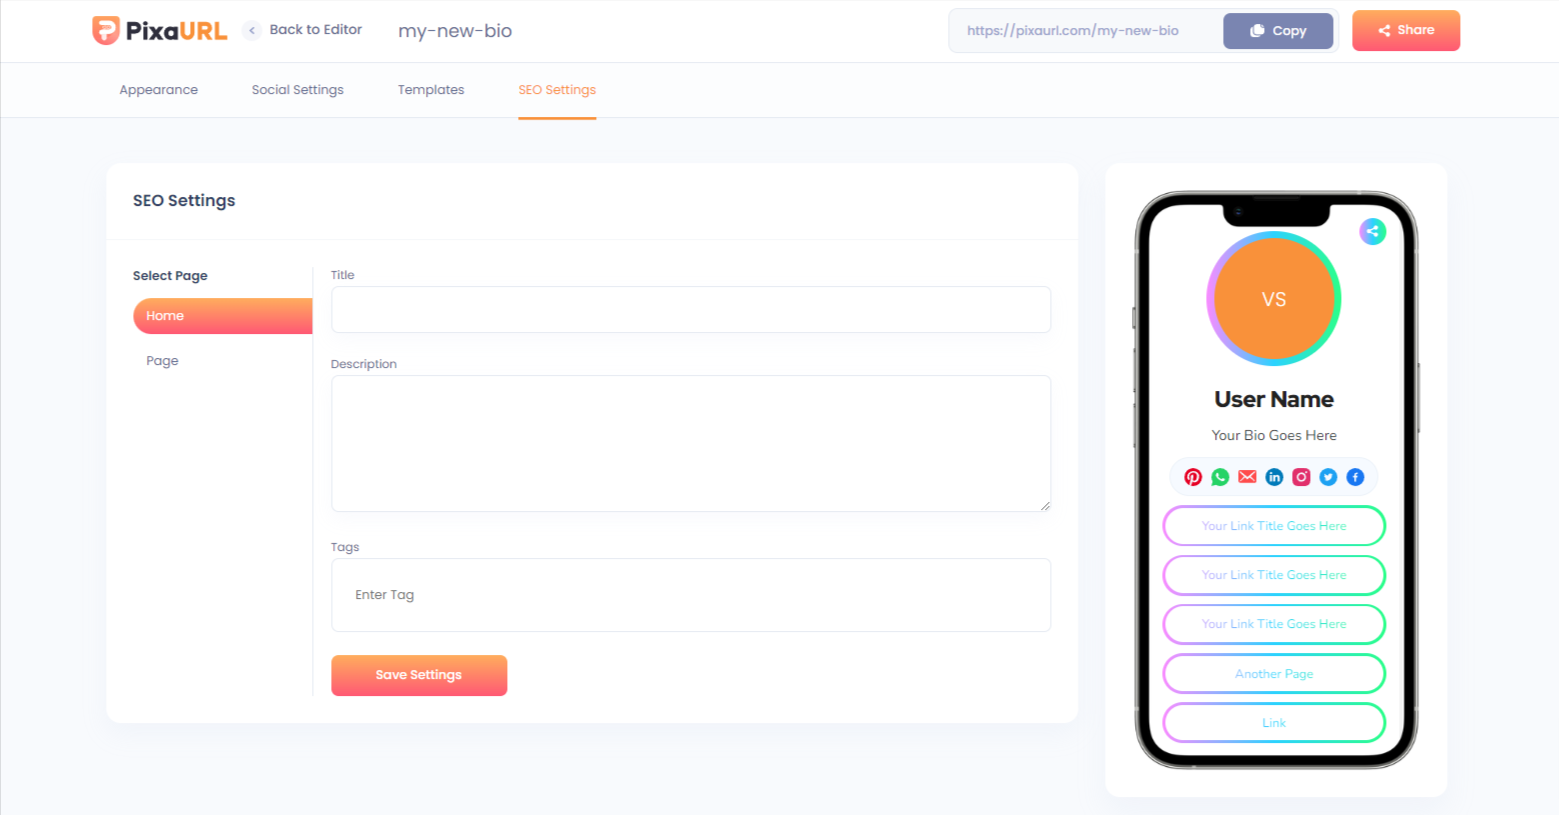 PixaURL
Back to Editor
my-new-bio
https://pixaurl.com/my-new-bio
Copy
Share
Appearance
Social Settings
Templates
SEO Settings
SEO Settings
Select Page
Home
Page
Title
Description
Tags
Enter Tag
Save Settings
VS
User Name
Your Bio Goes Here
Your Link Title Goes Here
Your Link Title Goes Here
Your Link Title Goes Here
Another Page
Link